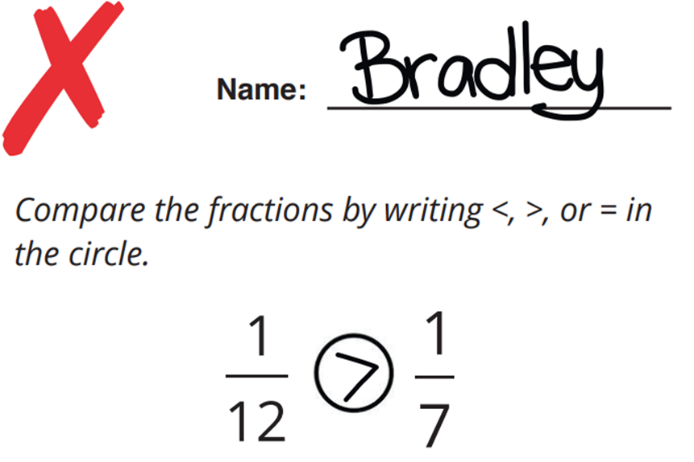 Name: Bradley
Compare the fractions by writing <, >, or = in
the circle.
1/12 > 1/7